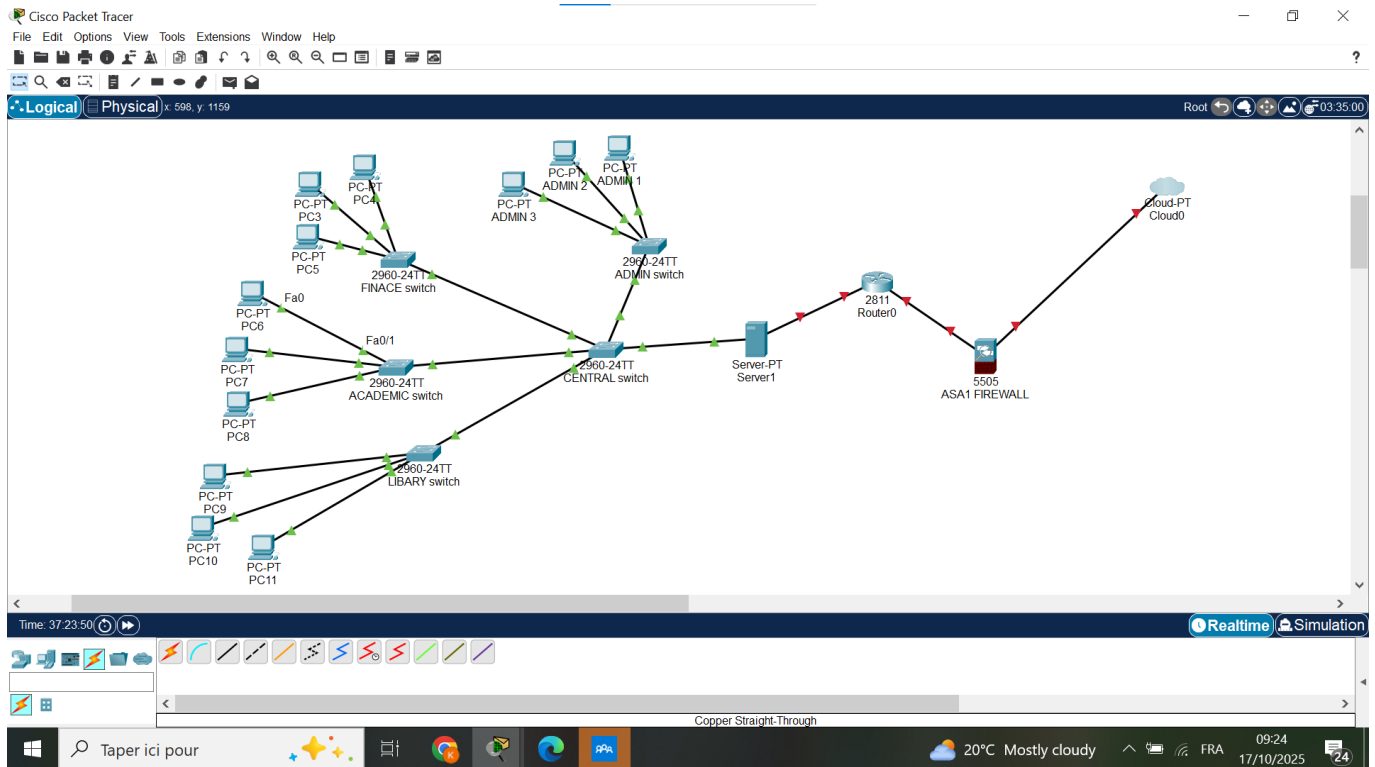 Cisco Packet Tracer
File Edit Options View Tools Extensions Window Help
?
Logical Physical x: 598, y: 1159
Root 03:35:00
PC-PT
PC3
PC-PT
PC4
PC-PT
PC5
2960-24TT
FINACE switch
PC-PT
ADMIN 3
PC-PT
ADMIN 2
PC-PT
ADMIN 1
2960-24TT
ADMIN switch
Cloud-PT
Cloud0
PC-PT
PC6
Fa0
Fa0/1
PC-PT
PC7
PC-PT
PC8
2960-24TT
ACADEMIC switch
2960-24TT
CENTRAL switch
Server-PT
Server1
2811
Router0
5505
ASA1 FIREWALL
2960-24TT
LIBARY switch
PC-PT
PC9
PC-PT
PC10
PC-PT
PC11
Time: 37:23:50
Realtime Simulation
Copper Straight-Through
Taper ici pour
20°C Mostly cloudy
FRA
09:24
17/10/2025
24